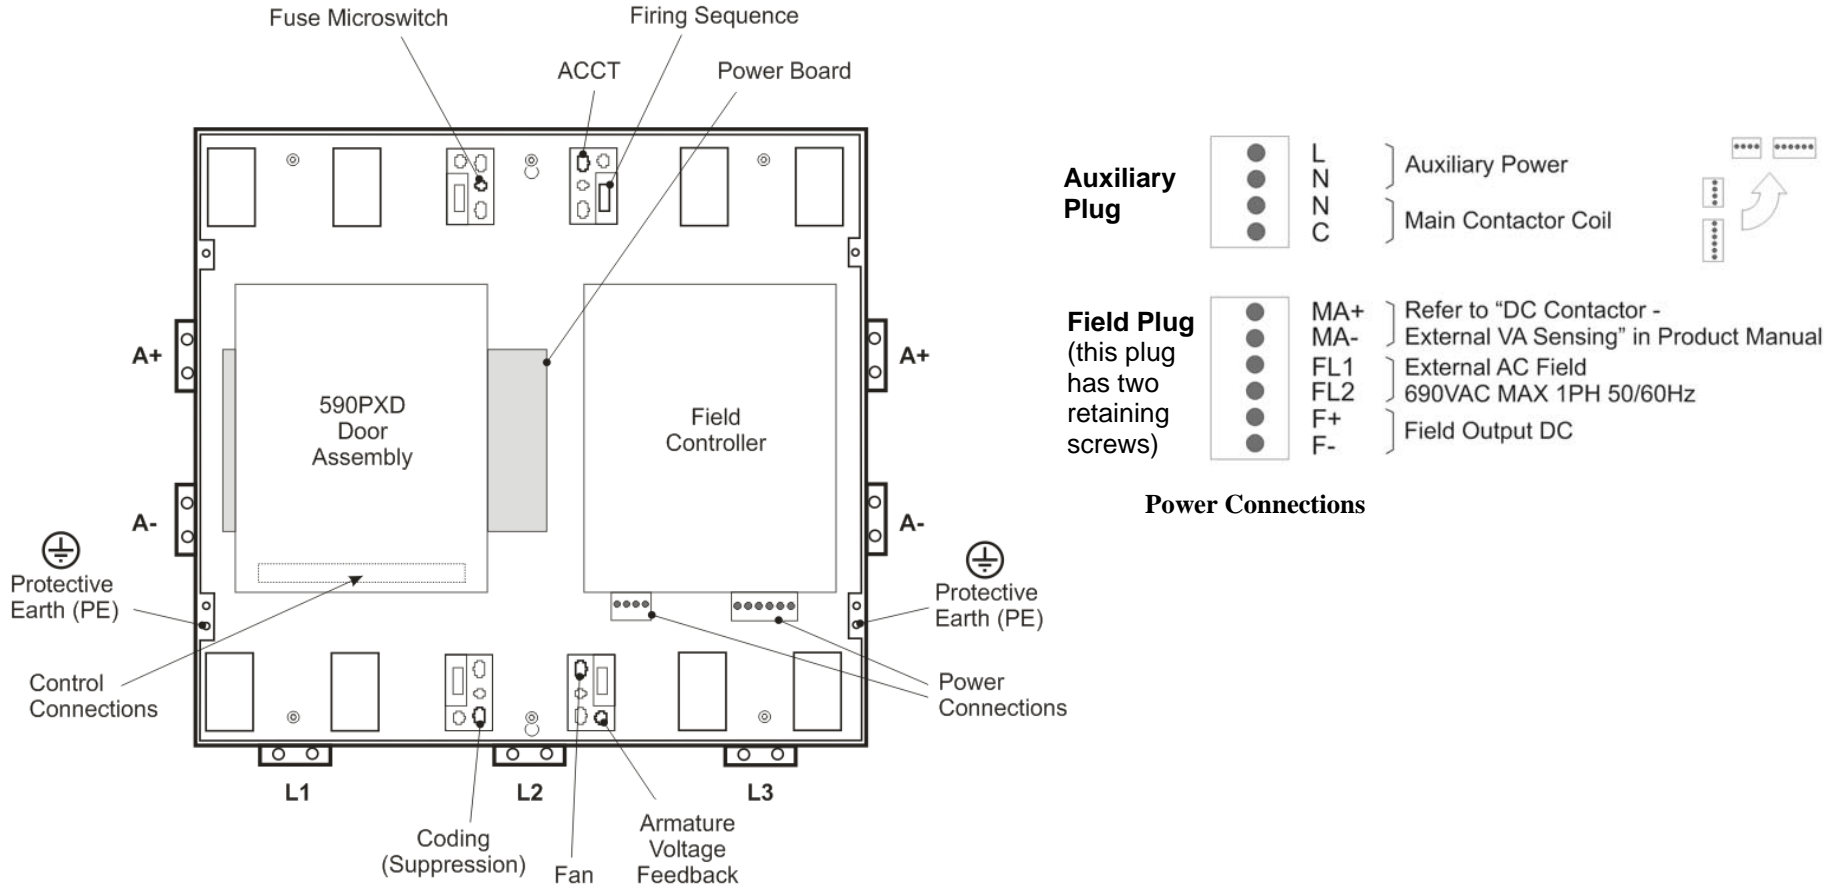 Fuse Microswitch
Firing Sequence
ACCT
Power Board
A+
A+
590PXD
Door
Assembly
Field
Controller
A-
A-
Protective
Earth (PE)
Protective
Earth (PE)
Control
Connections
Power
Connections
L1
L2
L3
Coding
(Suppression)
Fan
Armature
Voltage
Feedback
Auxiliary
Plug
L
N
N
C
Auxiliary Power
Main Contactor Coil
Field Plug
(this plug
has two
retaining
screws)
MA+
MA-
FL1
FL2
F+
F-
Refer to “DC Contactor -
External VA Sensing” in Product Manual
External AC Field
690VAC MAX 1PH 50/60Hz
Field Output DC
Power Connections